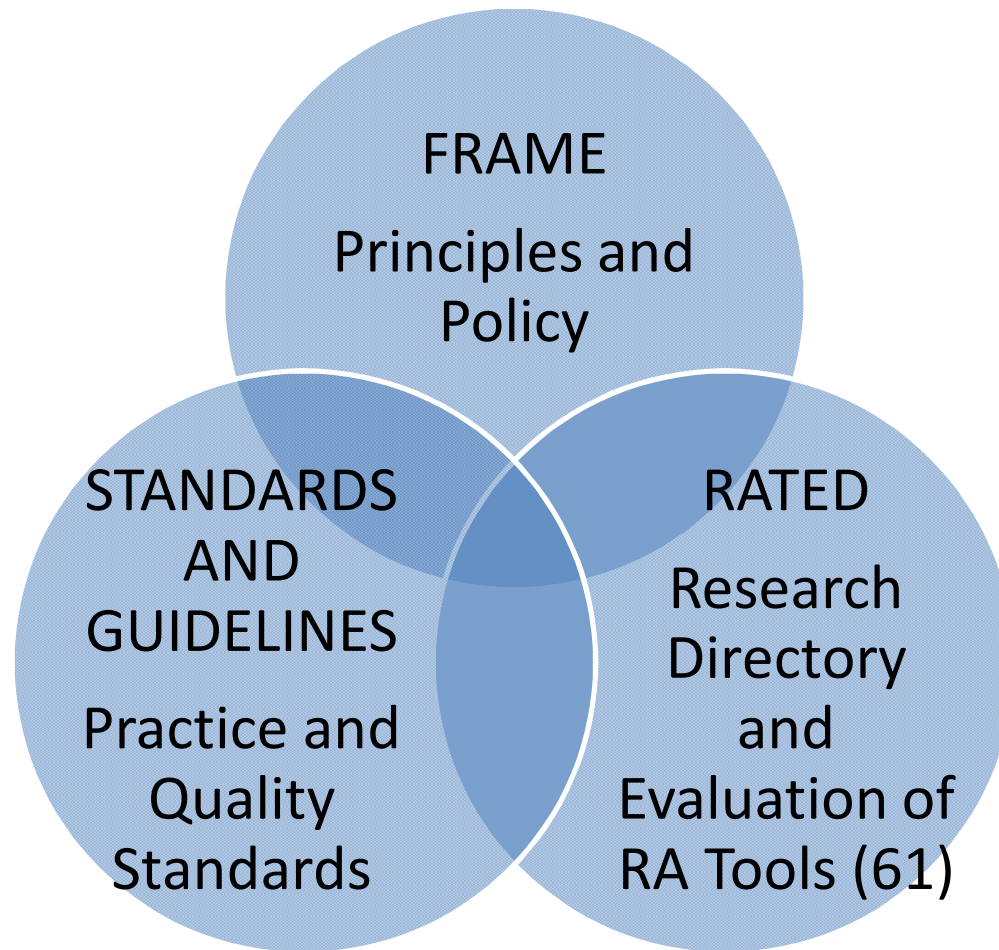 FRAME
Principles and
Policy
STANDARDS
AND
GUIDELINES
Practice and
Quality
Standards
RATED
Research
Directory
and
Evaluation of
RA Tools (61)